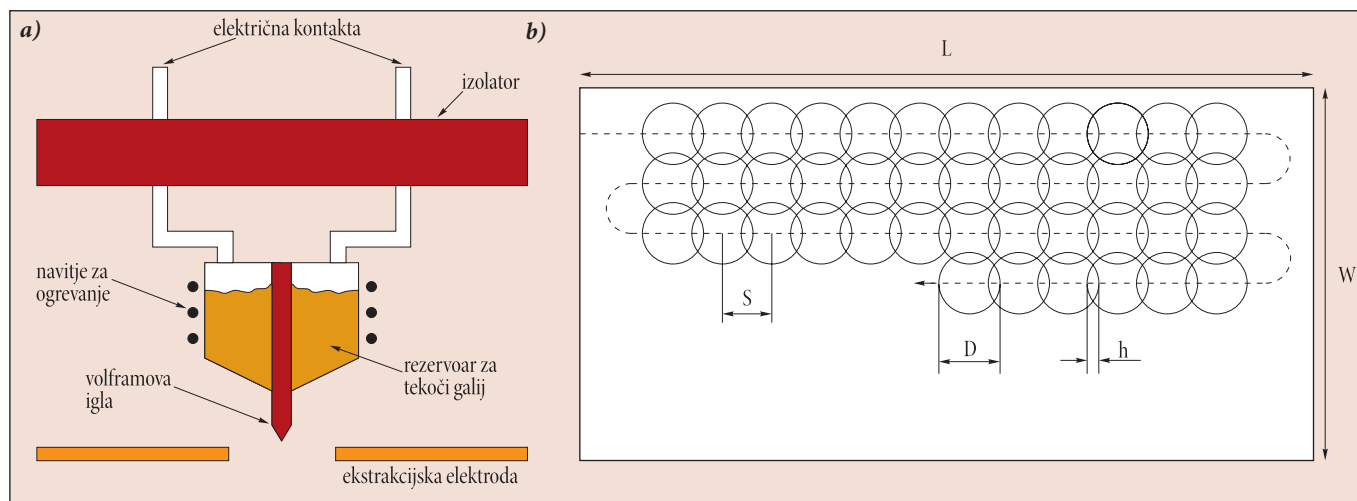 a)
električna kontakta
izolator
navitje za
ogrevanje
volframova
igla
rezervoar za
tekoči galij
ekstrakcijska elektroda
b)
L
W
S
D
h